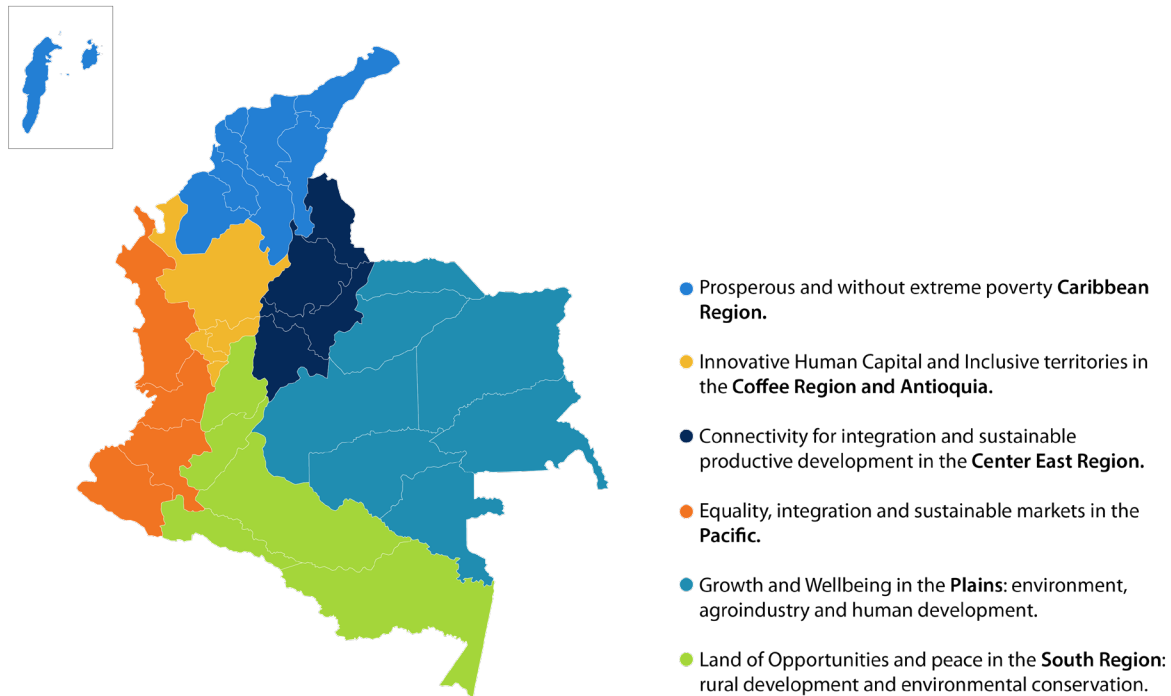 Prosperous and without extreme poverty Caribbean
Region.
Innovative Human Capital and Inclusive territories in
the Coffee Region and Antioquia.
Connectivity for integration and sustainable
productive development in the Center East Region.
Equality, integration and sustainable markets in the
Pacific.
Growth and Wellbeing in the Plains: environment,
agroindustry and human development.
Land of Opportunities and peace in the South Region:
rural development and environmental conservation.